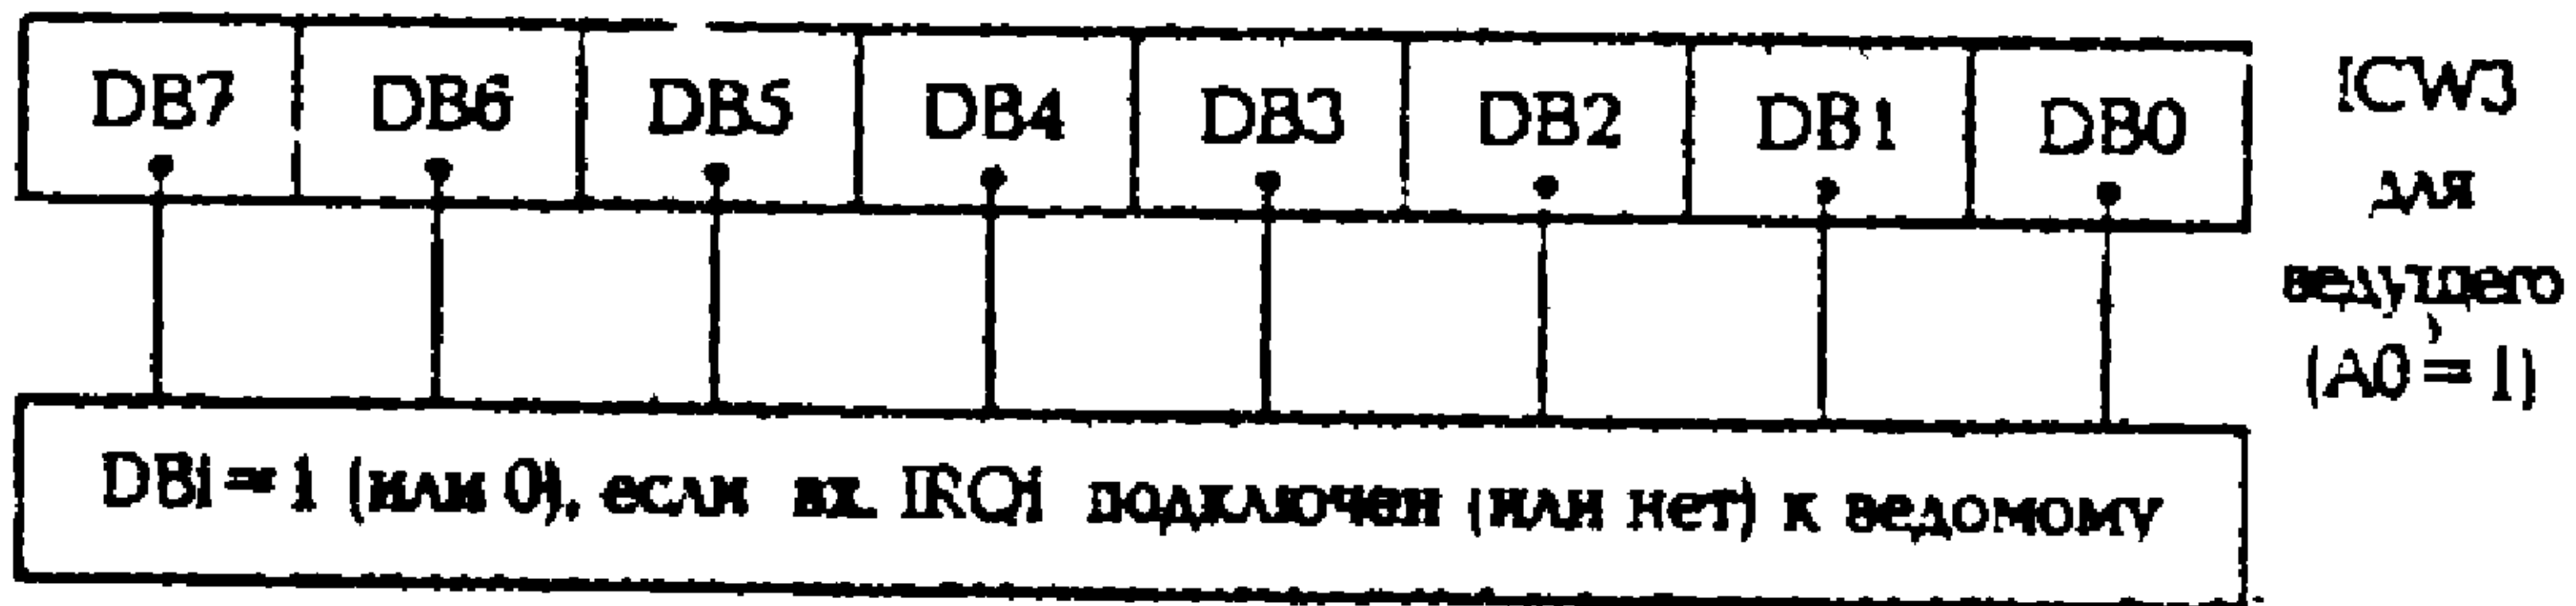 DB7 DB6 DB5 DB4 DB3 DB2 DB1 DB0
ICW3
для
ведущего
(A0 = 1)
DBi = 1 (или 0), если вх. IRQi подключен (или нет) к ведомому